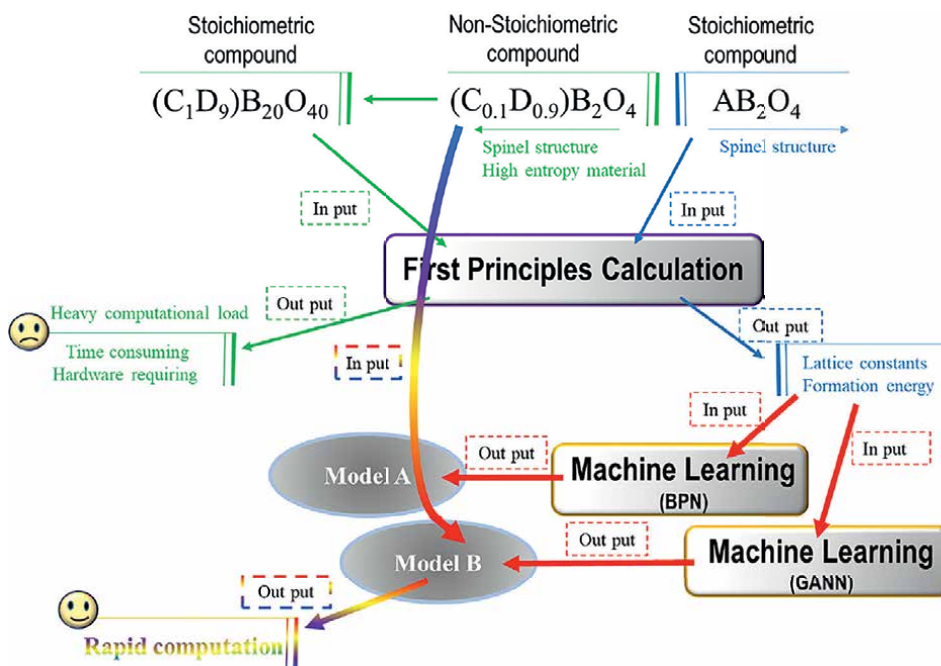 Stoichiometric
compound
Non-Stoichiometric
compound
Stoichiometric
compound
(C₁D₉)B₂₀O₄₀
(C₀.₁D₀.₉)B₂O₄
AB₂O₄
Spinel structure
High entropy material
Spinel structure
In put
In put
First Principles Calculation
Heavy computational load
Out put
Out put
Time consuming
Hardware requiring
In put
Lattice constants
Formation energy
In put
In put
Model A
Out put
Machine Learning
(BPN)
Model B
Out put
Machine Learning
(GANN)
Out put
Rapid computation